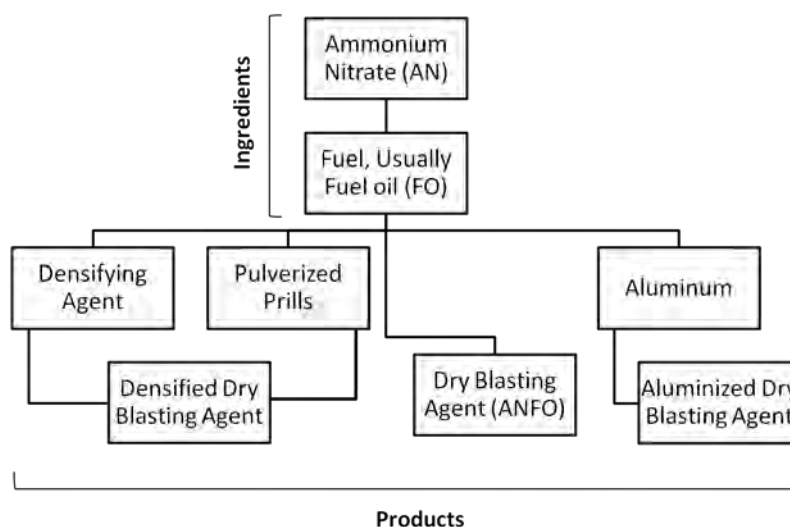 Ingredients
Ammonium
Nitrate (AN)
Fuel, Usually
Fuel oil (FO)
Densifying
Agent
Pulverized
Prills
Aluminum
Densified Dry
Blasting Agent
Dry Blasting
Agent (ANFO)
Aluminized Dry
Blasting Agent
Products